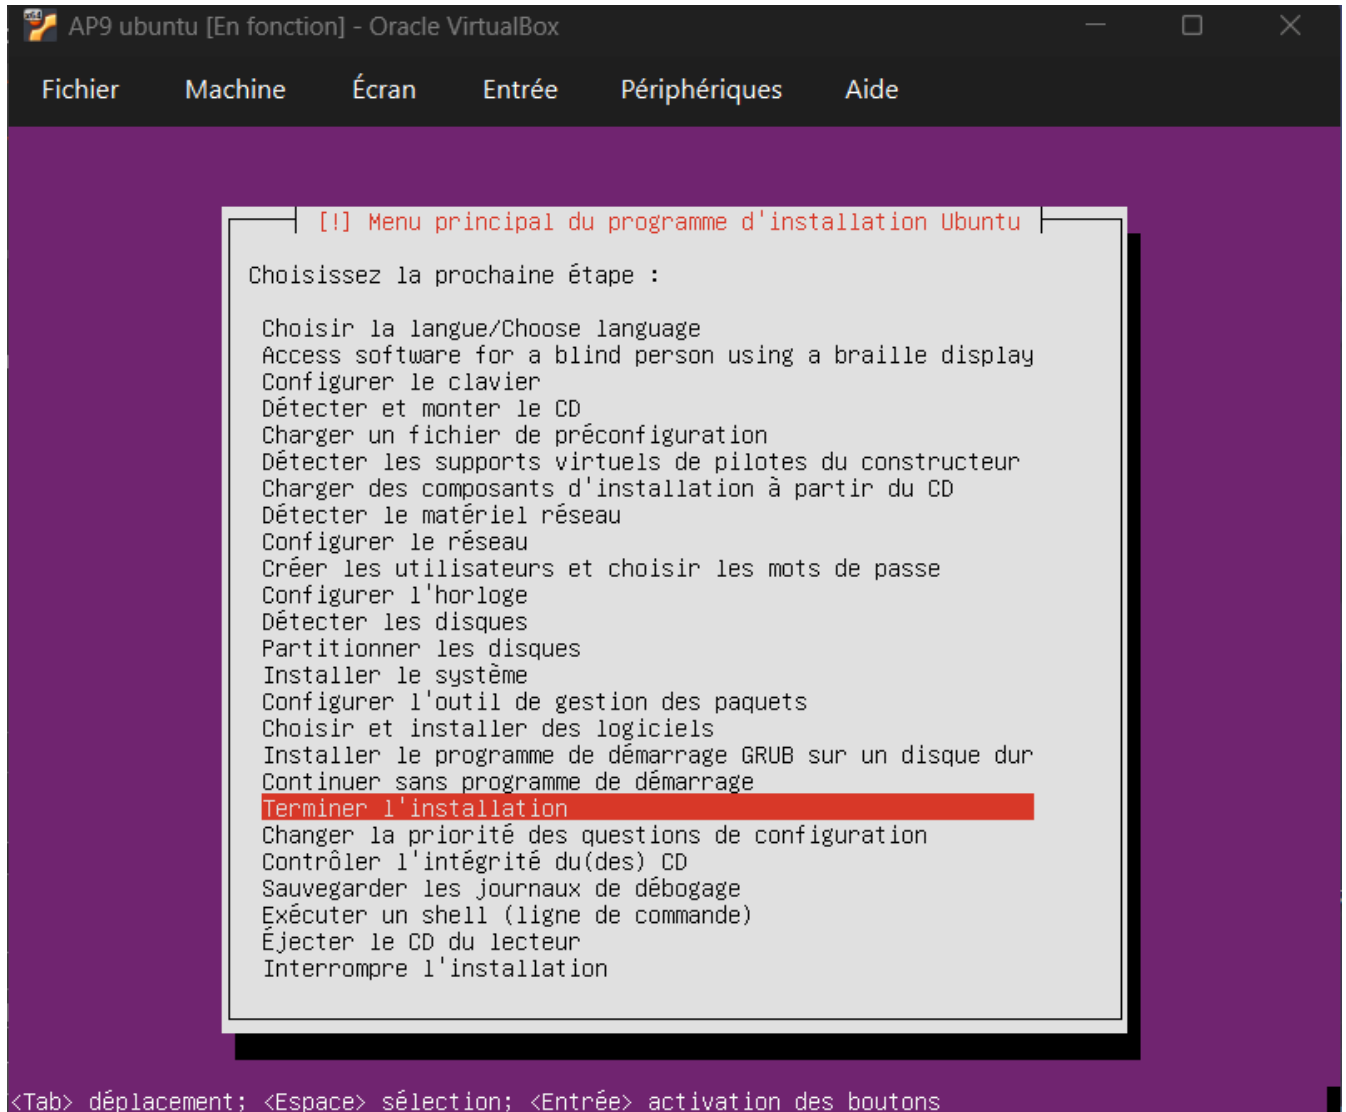 AP9 ubuntu [En fonction] - Oracle VirtualBox
Fichier Machine Écran Entrée Périphériques Aide
[!] Menu principal du programme d'installation Ubuntu
Choisissez la prochaine étape :
Choisir la langue/Choose language
Access software for a blind person using a braille display
Configurer le clavier
Détecter et monter le CD
Charger un fichier de préconfiguration
Détecter les supports virtuels de pilotes du constructeur
Charger des composants d'installation à partir du CD
Détecter le matériel réseau
Configurer le réseau
Créer les utilisateurs et choisir les mots de passe
Configurer l'horloge
Détecter les disques
Partitionner les disques
Installer le système
Configurer l'outil de gestion des paquets
Choisir et installer des logiciels
Installer le programme de démarrage GRUB sur un disque dur
Continuer sans programme de démarrage
Terminer l'installation
Changer la priorité des questions de configuration
Contrôler l'intégrité du(des) CD
Sauvegarder les journaux de débogage
Exécuter un shell (ligne de commande)
Éjecter le CD du lecteur
Interrompre l'installation
<Tab> déplacement; <Espace> sélection; <Entrée> activation des boutons